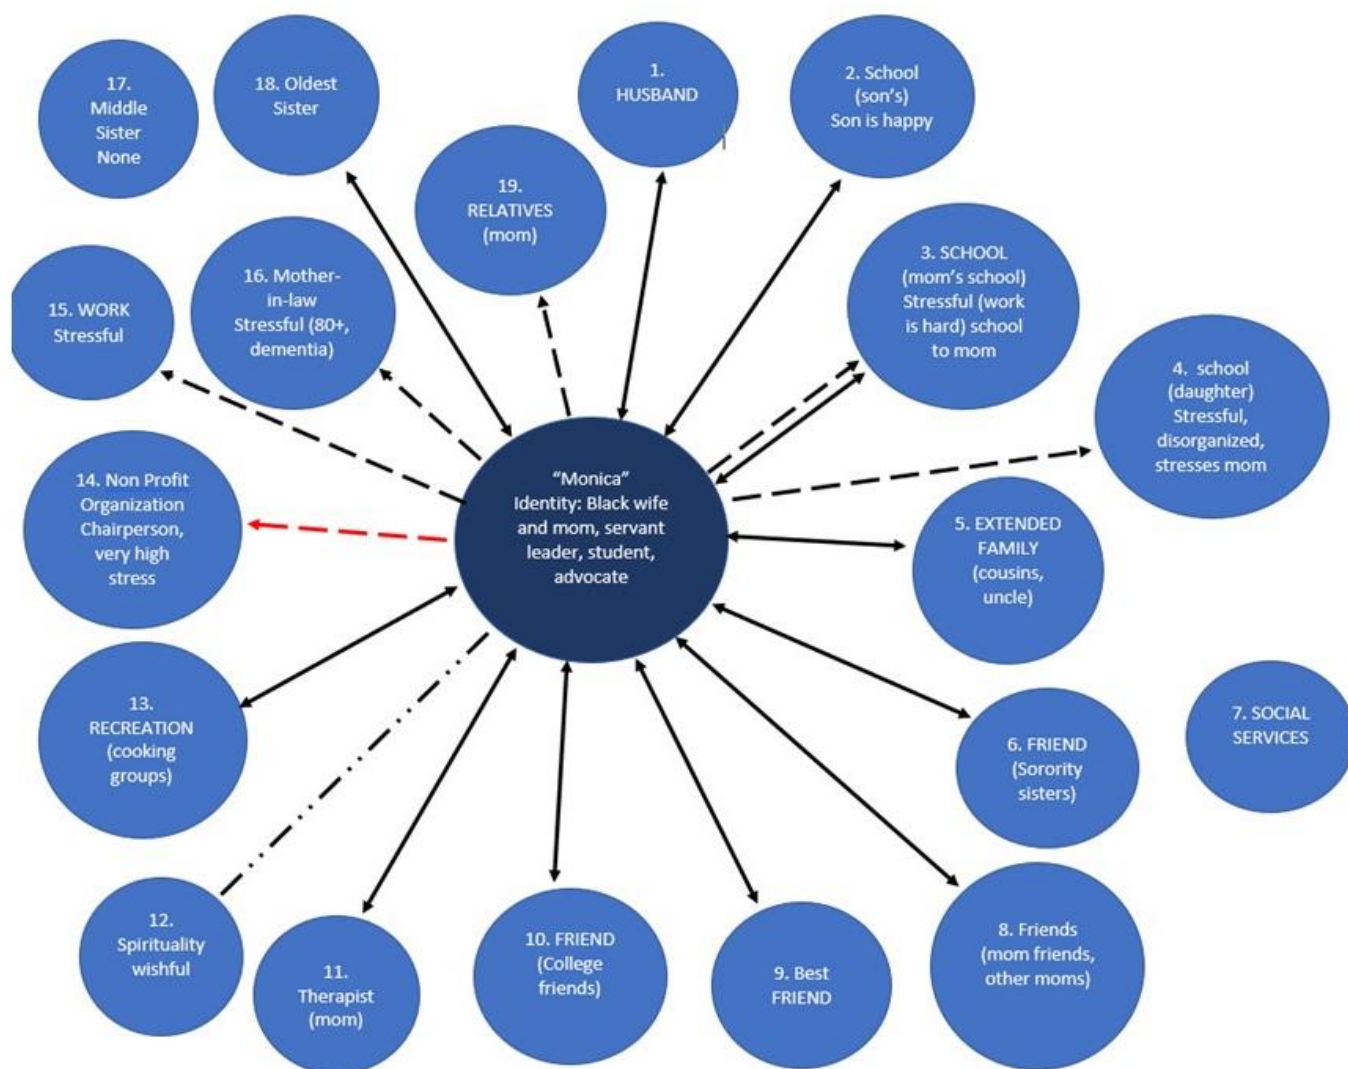 1.
HUSBAND
2. School
(son's)
Son is happy
3. SCHOOL
(mom's school)
Stressful (work
is hard) school
to mom
4. school
(daughter)
Stressful,
disorganized,
stresses mom
5. EXTENDED
FAMILY
(cousins,
uncle)
6. FRIEND
(Sorority
sisters)
7. SOCIAL
SERVICES
8. Friends
(mom friends,
other moms)
9. Best
FRIEND
10. FRIEND
(College
friends)
11.
Therapist
(mom)
12.
Spirituality
wishful
13.
RECREATION
(cooking
groups)
14. Non Profit
Organization
Chairperson,
very high
stress
15. WORK
Stressful
16. Mother-
in-law
Stressful (80+,
dementia)
17.
Middle
Sister
None
18. Oldest
Sister
19.
RELATIVES
(mom)
“Monica”
Identity: Black wife
and mom, servant
leader, student,
advocate